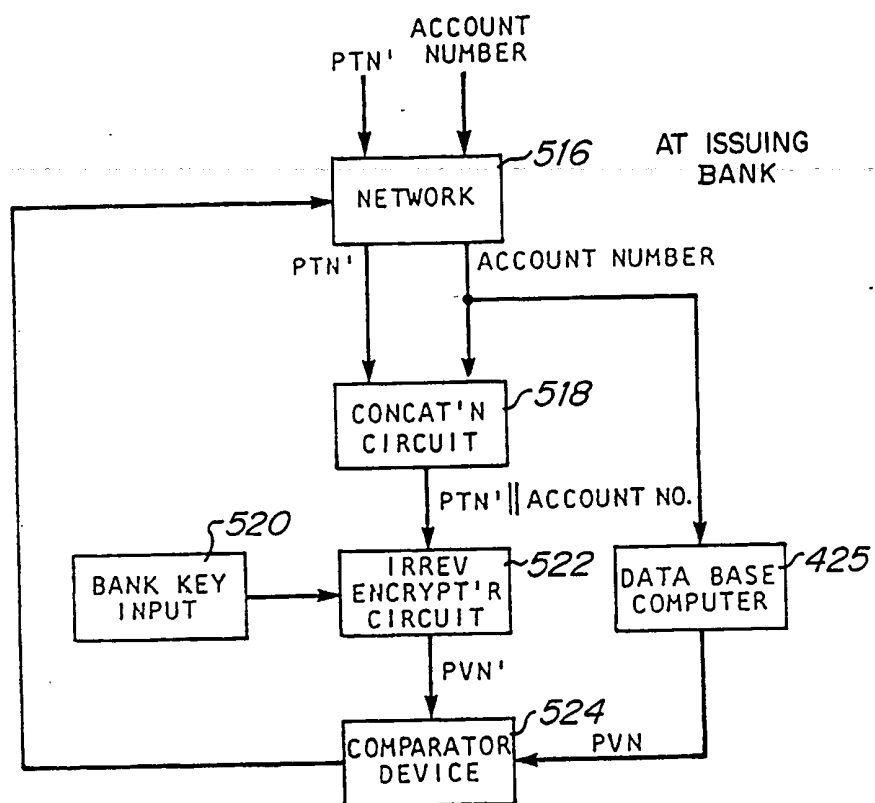 PTN'
ACCOUNT
NUMBER
516
AT ISSUING
BANK
NETWORK
PTN'
ACCOUNT NUMBER
518
CONCAT'N
CIRCUIT
PTN' || ACCOUNT NO.
520
BANK KEY
INPUT
522
IRREV
ENCRYPT'R
CIRCUIT
425
DATA BASE
COMPUTER
PVN'
524
COMPARATOR
DEVICE
PVN